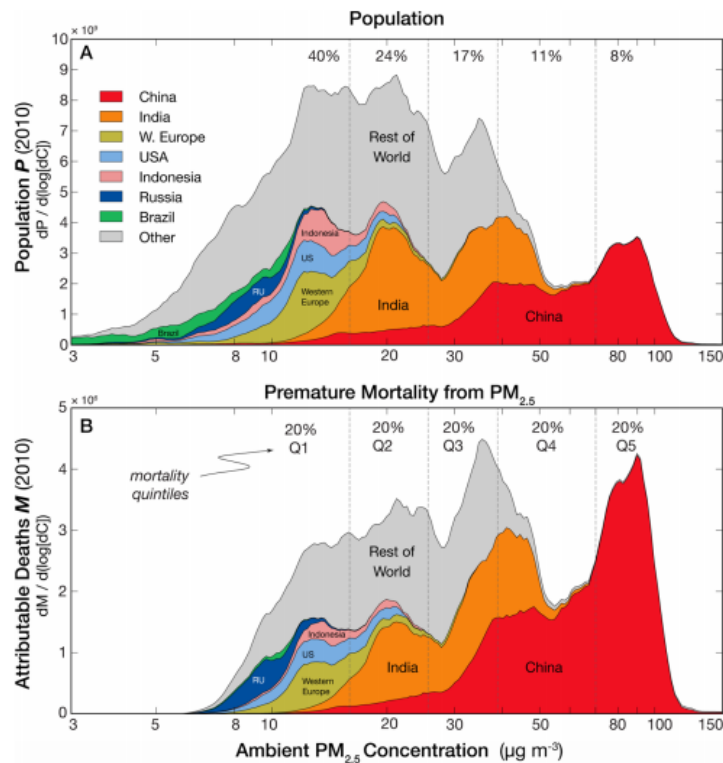 Population
x 10⁹
A
40% 24% 17% 11% 8%
China
India
W. Europe
USA
Indonesia
Russia
Brazil
Other
Rest of
World
Indonesia
US
RU
Western
Europe
Brazil
India
China
Population P (2010)
dP / d(log[dC])
10
9
8
7
6
5
4
3
2
1
0
3 5 8 10 20 30 50 80 100 150
Premature Mortality from PM2.5
x 10⁶
B
20% 20% 20% 20% 20%
Q1 Q2 Q3 Q4 Q5
mortality
quintiles
Rest of
World
Indonesia
US
RU
Western
Europe
India
China
Attributable Deaths M (2010)
dM / d(log[dC])
5
4
3
2
1
0
3 5 8 10 20 30 50 80 100 150
Ambient PM2.5 Concentration (µg m⁻³)